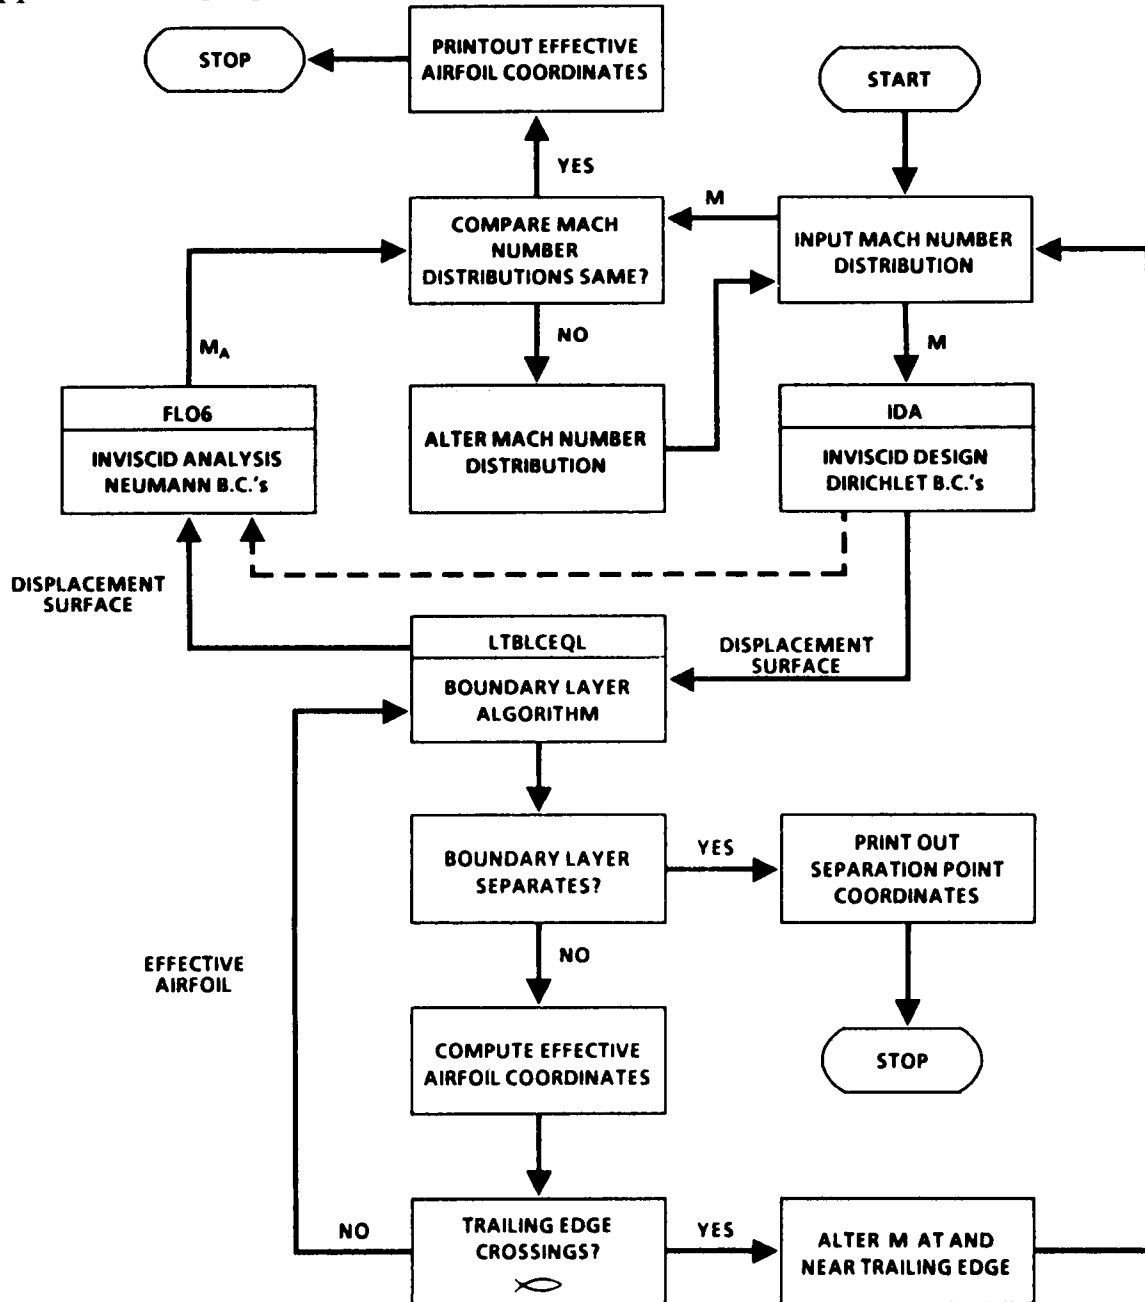 PRINTOUT EFFECTIVE
AIRFOIL COORDINATES
STOP
START
YES
M
COMPARE MACH
NUMBER
DISTRIBUTIONS SAME?
INPUT MACH NUMBER
DISTRIBUTION
NO
M
M_A
FLO6
INVISCID ANALYSIS
NEUMANN B.C.'s
ALTER MACH NUMBER
DISTRIBUTION
IDA
INVISCID DESIGN
DIRICHLET B.C.'s
DISPLACEMENT
SURFACE
LTBLCEQL
BOUNDARY LAYER
ALGORITHM
DISPLACEMENT
SURFACE
BOUNDARY LAYER
SEPARATES?
YES
PRINT OUT
SEPARATION POINT
COORDINATES
NO
EFFECTIVE
AIRFOIL
COMPUTE EFFECTIVE
AIRFOIL COORDINATES
STOP
NO
TRAILING EDGE
CROSSINGS?
YES
ALTER M AT AND
NEAR TRAILING EDGE